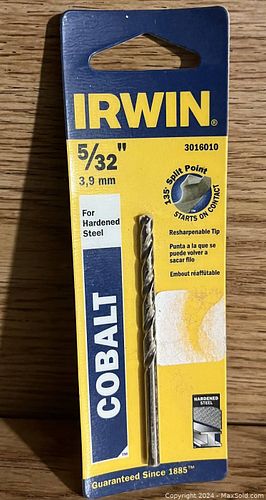 IRWIN®
5/32"
3016010
3,9 mm
135° Split Point
STARTS ON CONTACT
For
Hardened
Steel
Resharpenable Tip
Punta a la que se
puede volver a
sacar filo
Embout réaffûtable
COBALT™
HARDENED
STEEL
Guaranteed Since 1885™
Copyright © 2024 - MaxSold.com